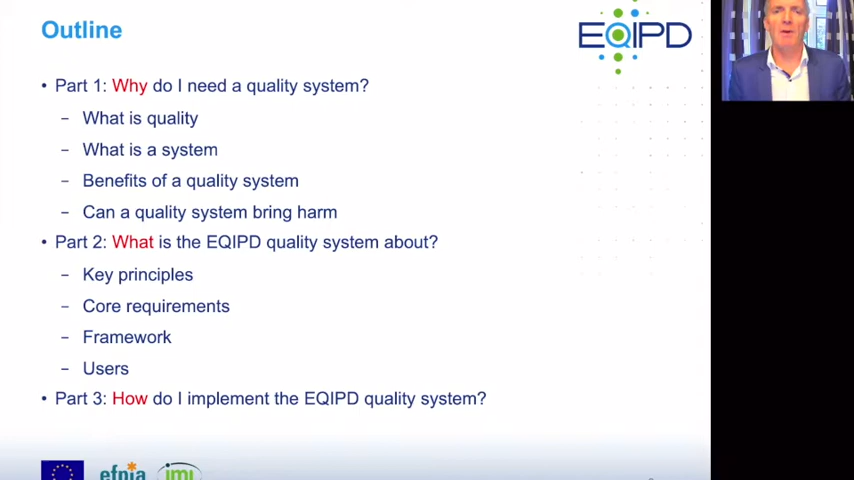 Outline
EQIPD
• Part 1: Why do I need a quality system?
– What is quality
– What is a system
– Benefits of a quality system
– Can a quality system bring harm
• Part 2: What is the EQIPD quality system about?
– Key principles
– Core requirements
– Framework
– Users
• Part 3: How do I implement the EQIPD quality system?
efpia
imi